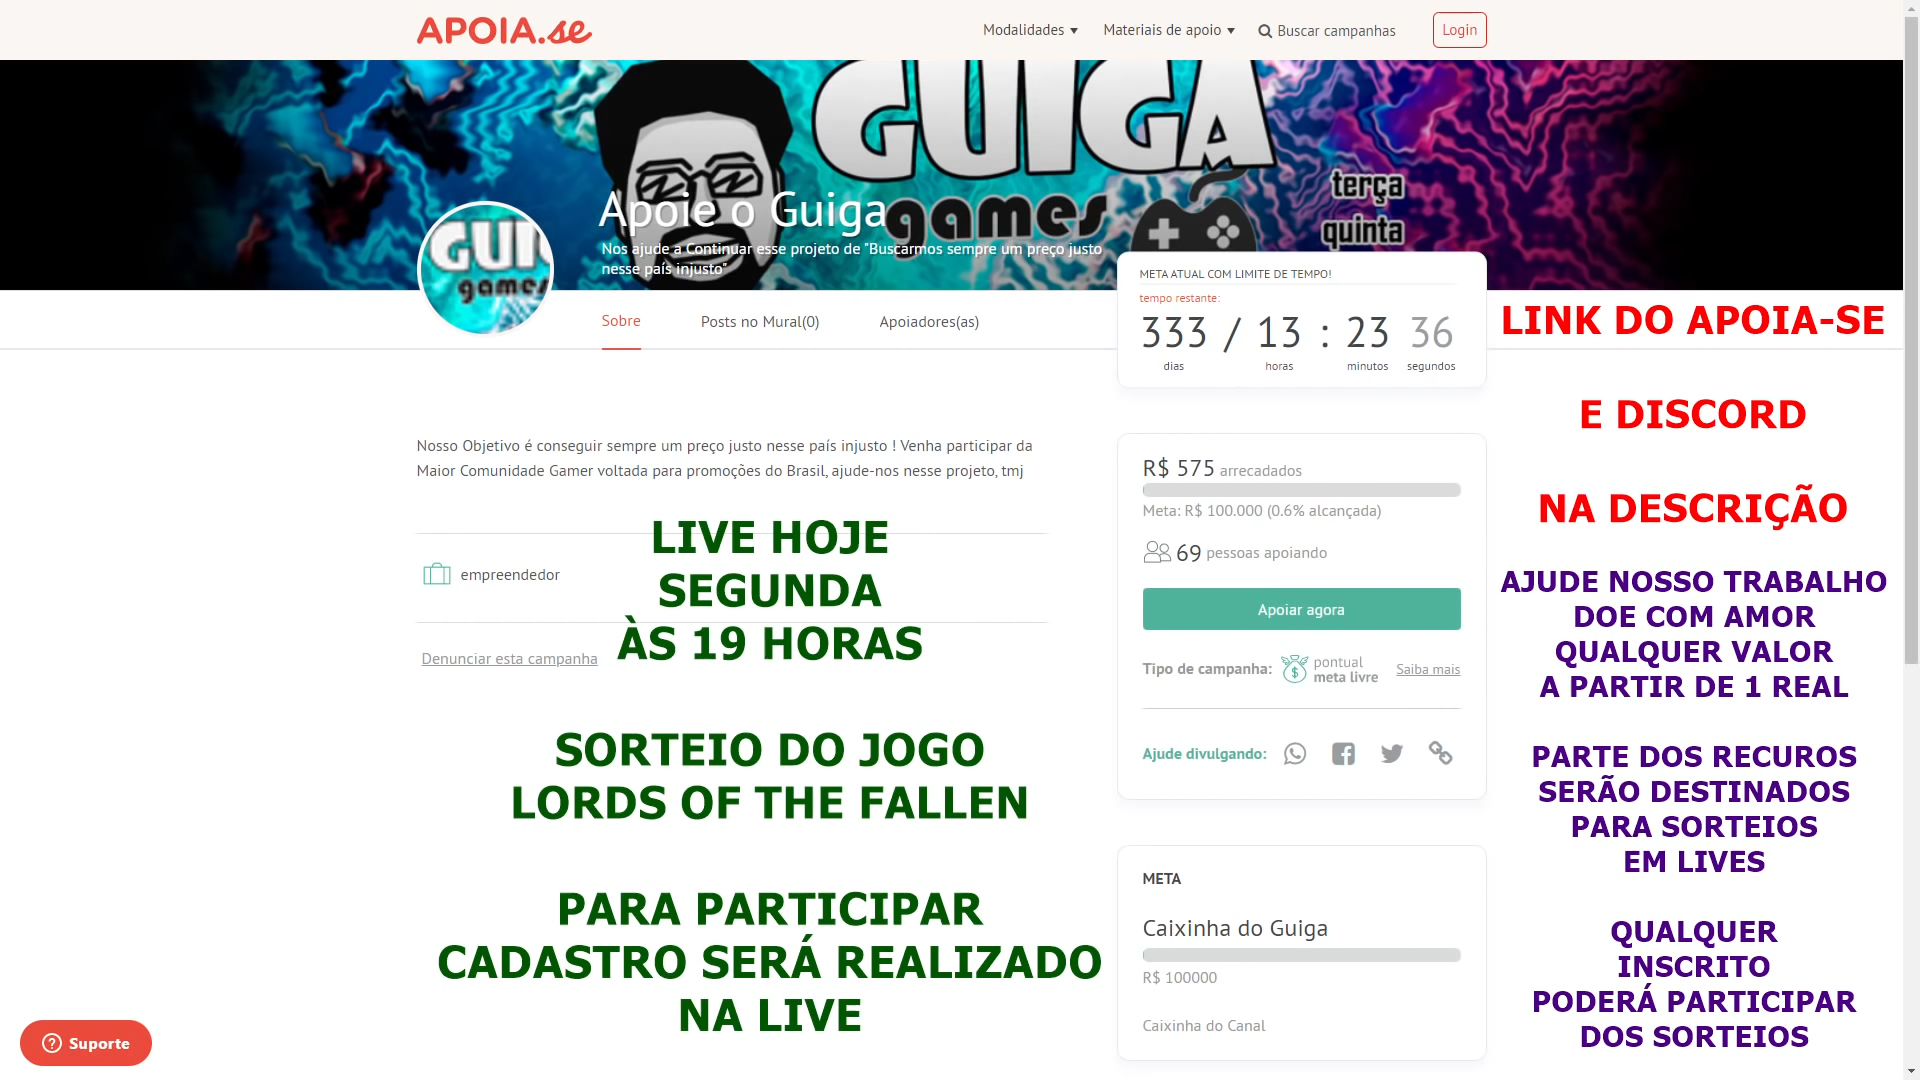 APOIA.se
Modalidades
Materiais de apoio
Buscar campanhas
Login
GUIGA
games
terça
quinta
GUI
games
Apoie o Guiga
Nos ajude a Continuar esse projeto de "Buscarmos sempre um preço justo
nesse país injusto"
Sobre
Posts no Mural(0)
Apoiadores(as)
META ATUAL COM LIMITE DE TEMPO!
tempo restante:
333 / 13 : 23 36
dias horas minutos segundos
LINK DO APOIA-SE
E DISCORD
NA DESCRIÇÃO
Nosso Objetivo é conseguir sempre um preço justo nesse país injusto ! Venha participar da
Maior Comunidade Gamer voltada para promoções do Brasil, ajude-nos nesse projeto, tmj
empreendedor
Denunciar esta campanha
LIVE HOJE
SEGUNDA
ÀS 19 HORAS
SORTEIO DO JOGO
LORDS OF THE FALLEN
PARA PARTICIPAR
CADASTRO SERÁ REALIZADO
NA LIVE
R$ 575 arrecadados
Meta: R$ 100.000 (0.6% alcançada)
69 pessoas apoiando
Apoiar agora
Tipo de campanha: pontual
meta livre
Saiba mais
Ajude divulgando:
META
Caixinha do Guiga
R$ 100000
Caixinha do Canal
AJUDE NOSSO TRABALHO
DOE COM AMOR
QUALQUER VALOR
A PARTIR DE 1 REAL
PARTE DOS RECUROS
SERÃO DESTINADOS
PARA SORTEIOS
EM LIVES
QUALQUER
INSCRITO
PODERÁ PARTICIPAR
DOS SORTEIOS
Suporte